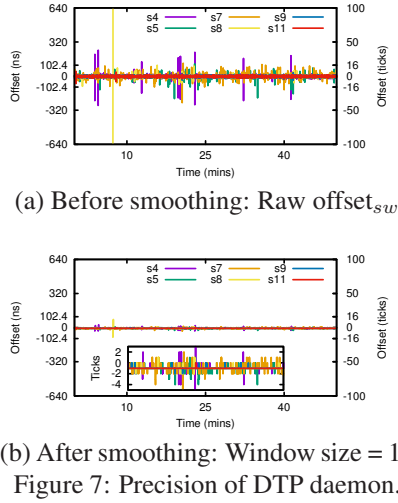 640
320
102.4
0
-102.4
-320
-640
100
50
16
0
-16
-50
-100
Offset (ns)
Offset (ticks)
s4 s7 s9
s5 s8 s11
10 25 40
Time (mins)
(a) Before smoothing: Raw offset_sw
640
320
102.4
0
-102.4
-320
-640
100
50
16
0
-16
-50
-100
Offset (ns)
Offset (ticks)
s4 s7 s9
s5 s8 s11
Ticks
2
0
-2
-4
10 25 40
Time (mins)
(b) After smoothing: Window size = 1
Figure 7: Precision of DTP daemon.